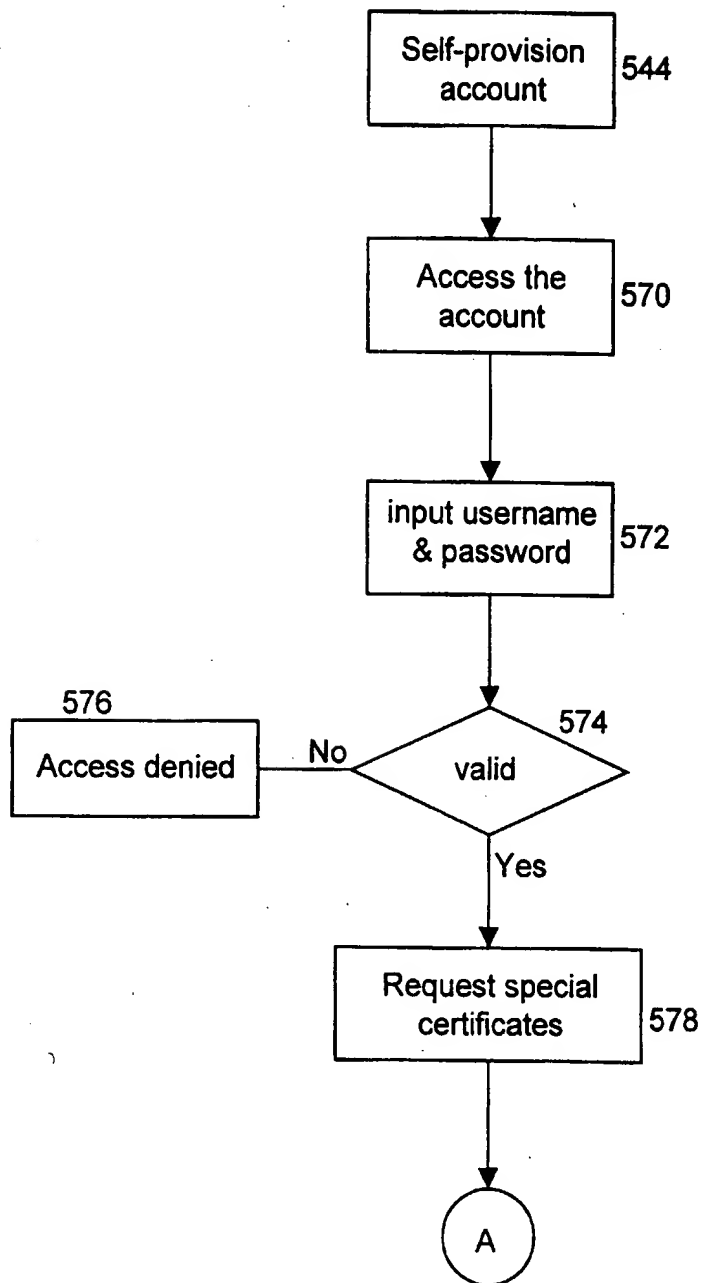 Self-provision
account
544
Access the
account
570
input username
& password
572
576
574
Access denied
No
valid
Yes
Request special
certificates
578
A